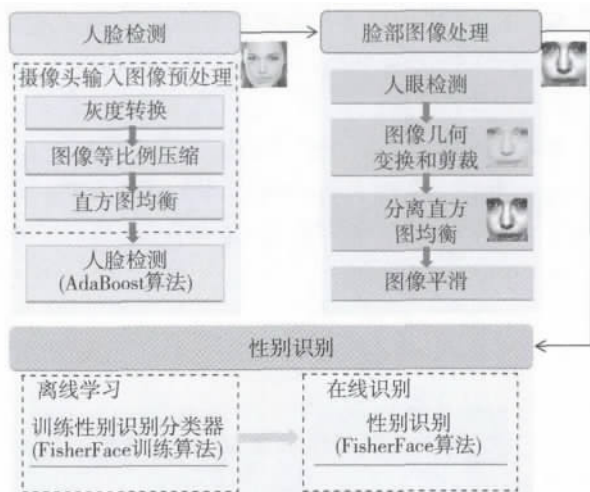 人脸检测
摄像头输入图像预处理
灰度转换
图像等比例压缩
直方图均衡
人脸检测
(AdaBoost算法)
脸部图像处理
人眼检测
图像几何
变换和剪裁
分离直方
图均衡
图像平滑
性别识别
离线学习
训练性别识别分类器
(FisherFace训练算法)
在线识别
性别识别
(FisherFace算法)